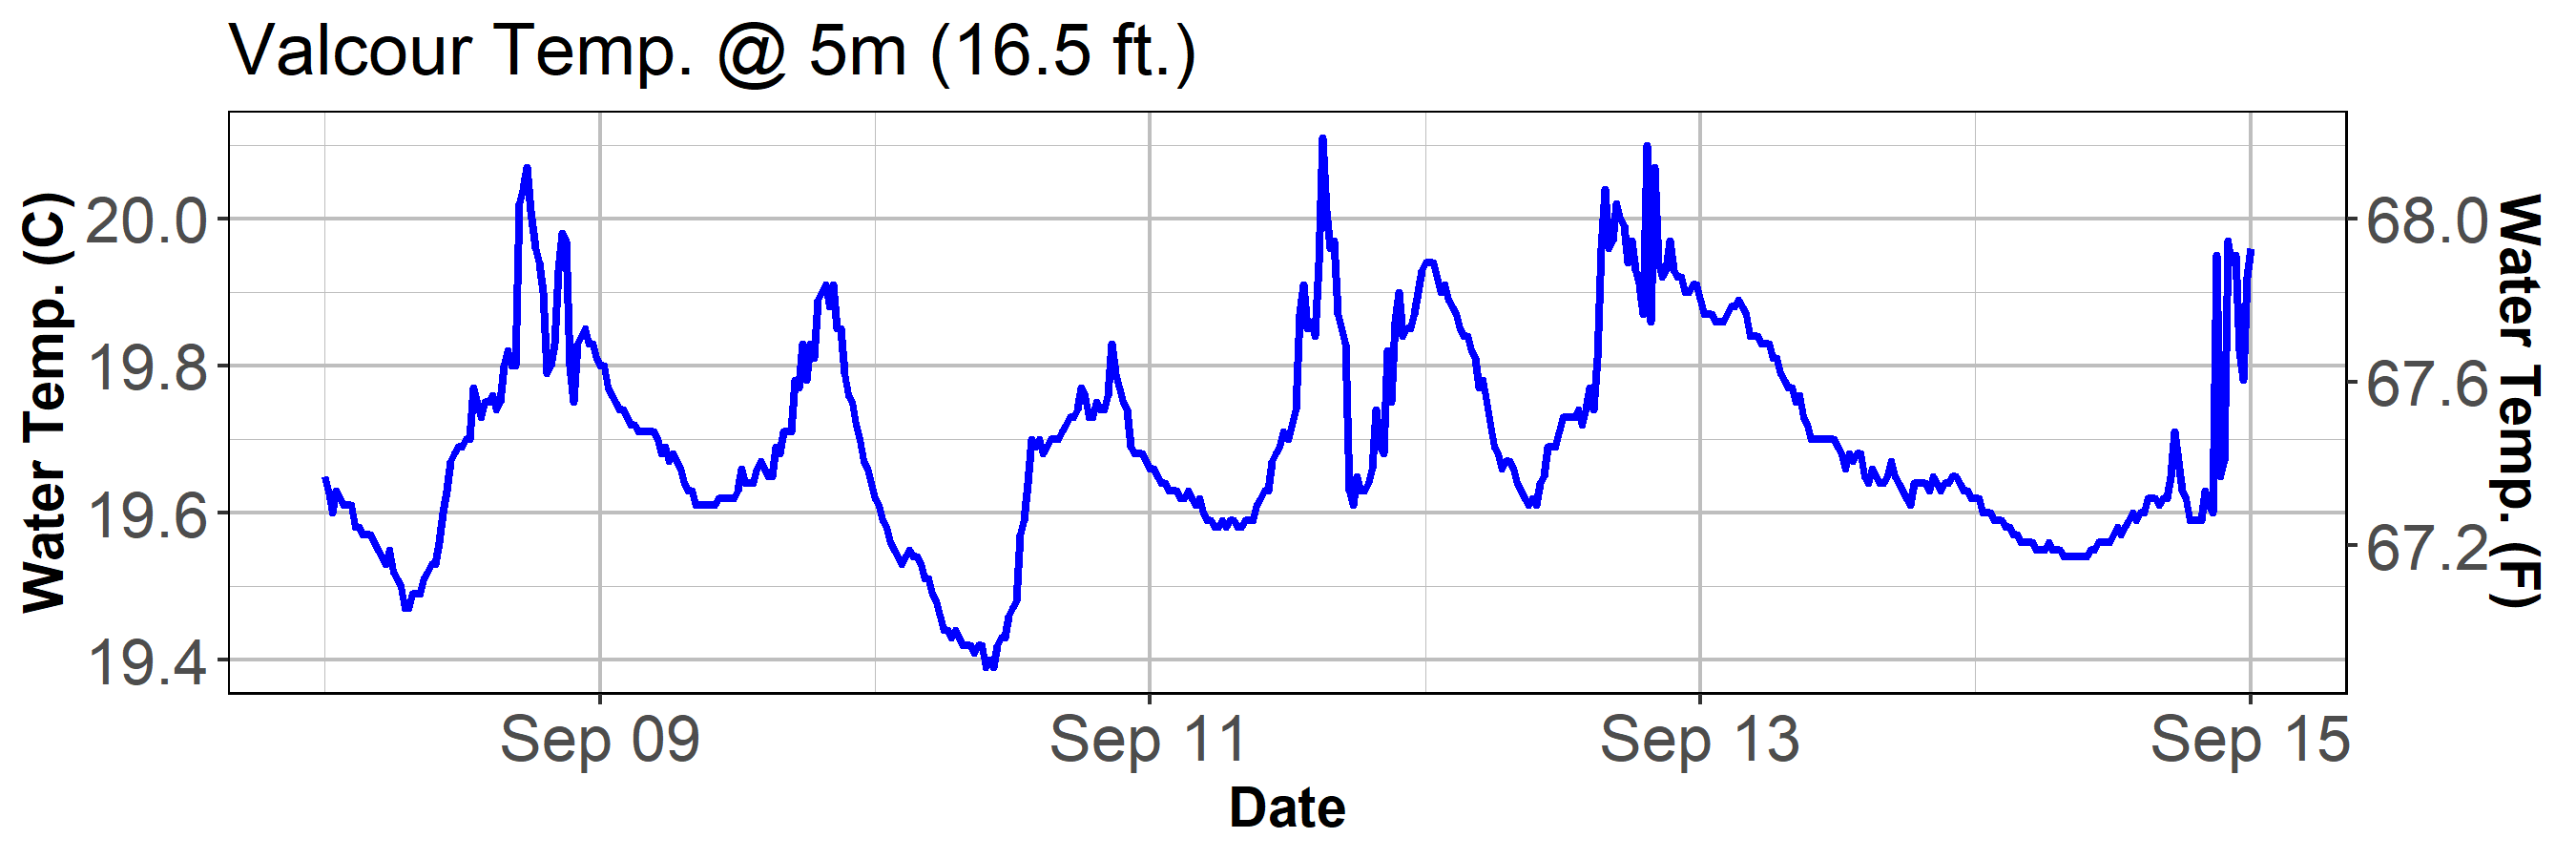 Valcour Temp. @ 5m (16.5 ft.)
Water Temp. (C)
20.0
19.8
19.6
19.4
68.0
67.6
67.2
Water Temp. (F)
Sep 09
Sep 11
Sep 13
Sep 15
Date